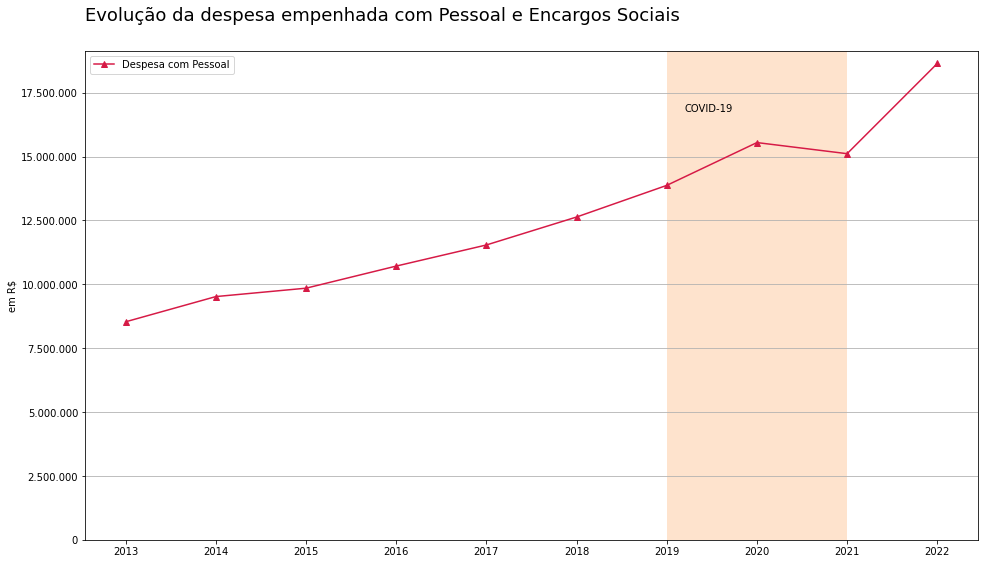 Evolução da despesa empenhada com Pessoal e Encargos Sociais
Despesa com Pessoal
COVID-19
em R$
17.500.000
15.000.000
12.500.000
10.000.000
7.500.000
5.000.000
2.500.000
0
2013 2014 2015 2016 2017 2018 2019 2020 2021 2022